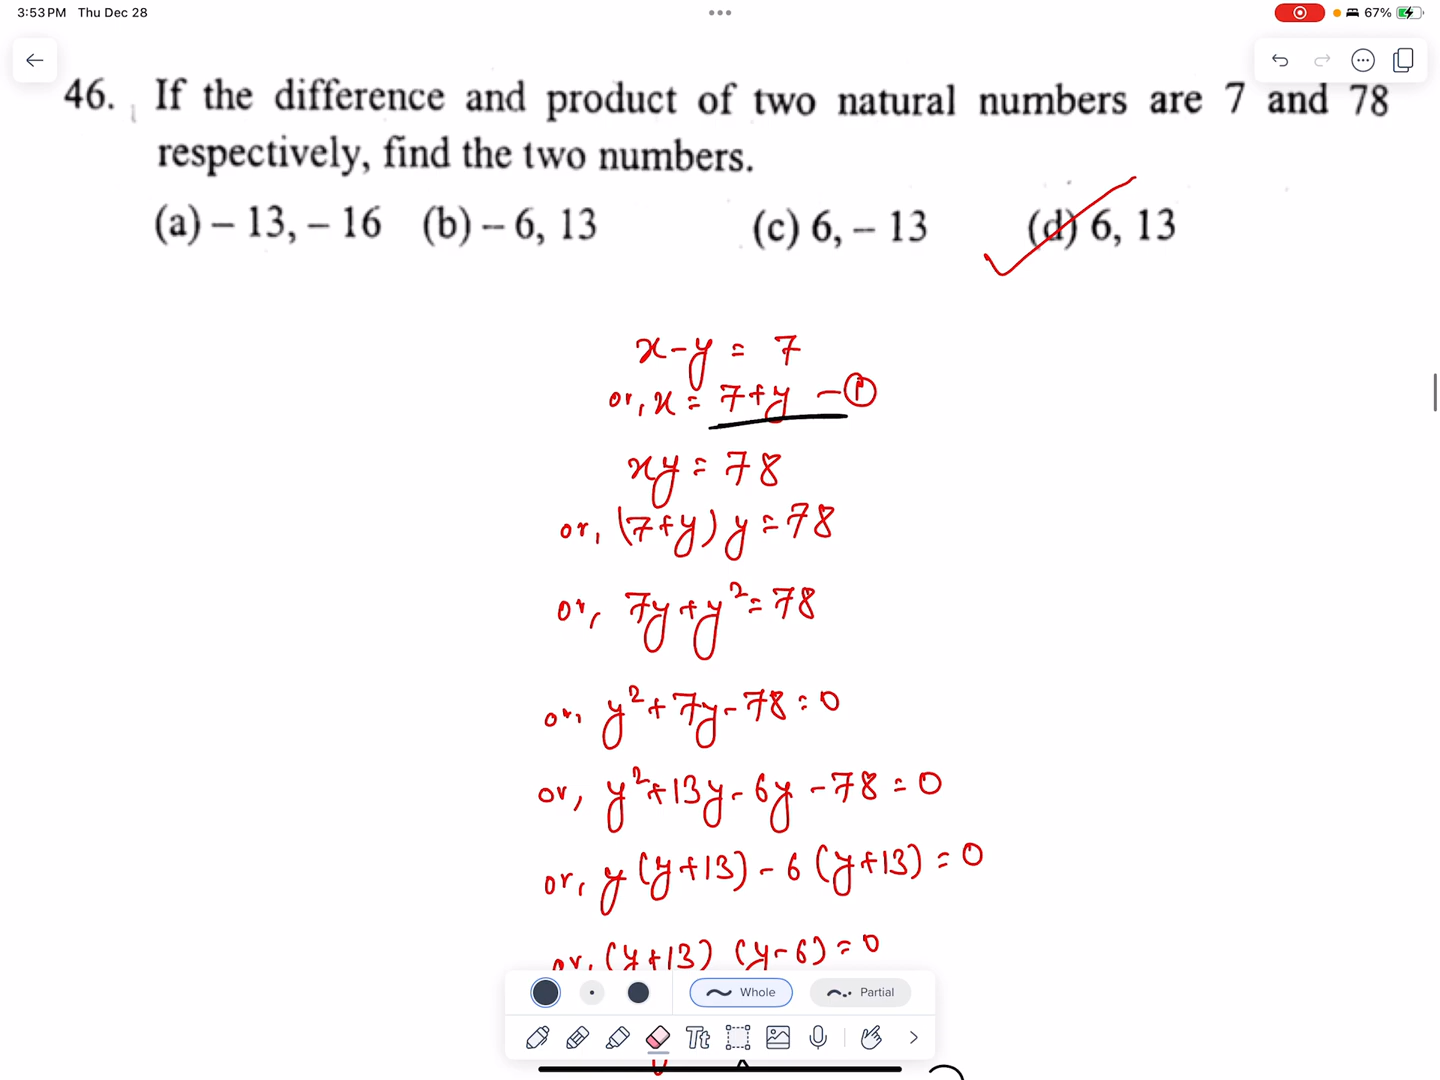 3:53 PM Thu Dec 28
67%
46. If the difference and product of two natural numbers are 7 and 78
respectively, find the two numbers.
(a) – 13, – 16 (b) – 6, 13 (c) 6, – 13 (d) 6, 13
x-y = 7
or, x = 7+y –
xy = 78
or, (7+y) y = 78
or, 7y+y² = 78
or, y²+7y-78 = 0
or, y²+13y-6y-78 = 0
or, y(y+13)-6(y+13) = 0
or, (y+13) (y-6) = 0
Whole
Partial
Tt